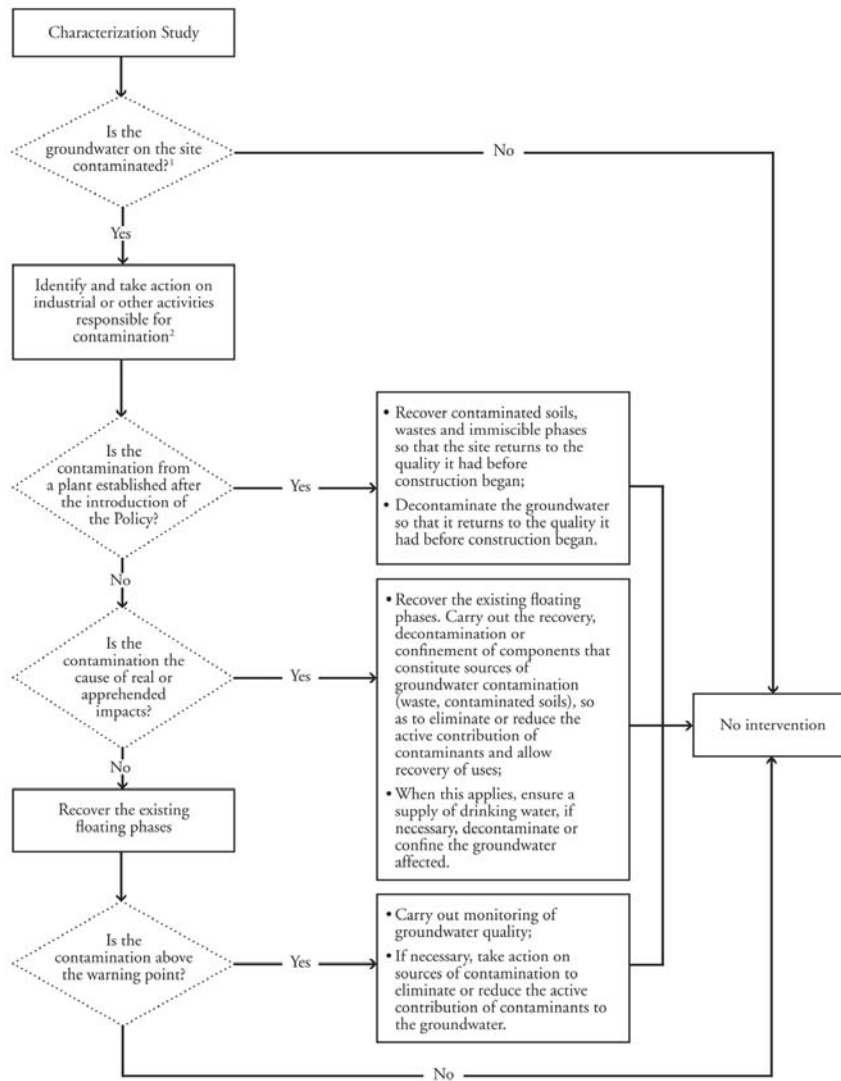 Characterization Study
Is the
groundwater on the site
contaminated?¹
No
Yes
Identify and take action on
industrial or other activities
responsible for
contamination²
Is the
contamination from
a plant established after
the introduction of
the Policy?
Yes
• Recover contaminated soils,
wastes and immiscible phases
so that the site returns to the
quality it had before
construction began;
• Decontaminate the groundwater
so that it returns to the quality it
had before construction began.
No
Is the
contamination the
cause of real or
apprehended
impacts?
Yes
• Recover the existing floating
phases. Carry out the recovery,
decontamination or
confinement of components that
constitute sources of
groundwater contamination
(waste, contaminated soils), so
as to eliminate or reduce the
active contribution of
contaminants and allow
recovery of uses;
• When this applies, ensure a
supply of drinking water, if
necessary, decontaminate or
confine the groundwater
affected.
No intervention
No
Recover the existing
floating phases
Is the
contamination above
the warning point?
Yes
• Carry out monitoring of
groundwater quality;
• If necessary, take action on
sources of contamination to
eliminate or reduce the active
contribution of contaminants to
the groundwater.
No